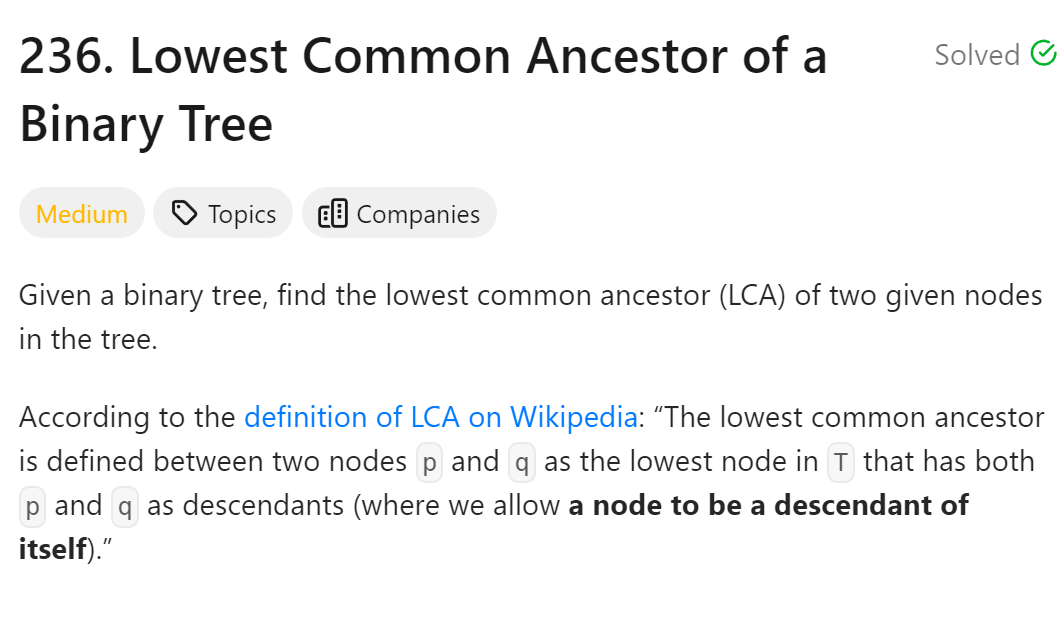 236. Lowest Common Ancestor of a
Solved
Binary Tree
Medium
Topics
Companies
Given a binary tree, find the lowest common ancestor (LCA) of two given nodes
in the tree.
According to the definition of LCA on Wikipedia: “The lowest common ancestor
is defined between two nodes p and q as the lowest node in T that has both
p and q as descendants (where we allow a node to be a descendant of
itself).”